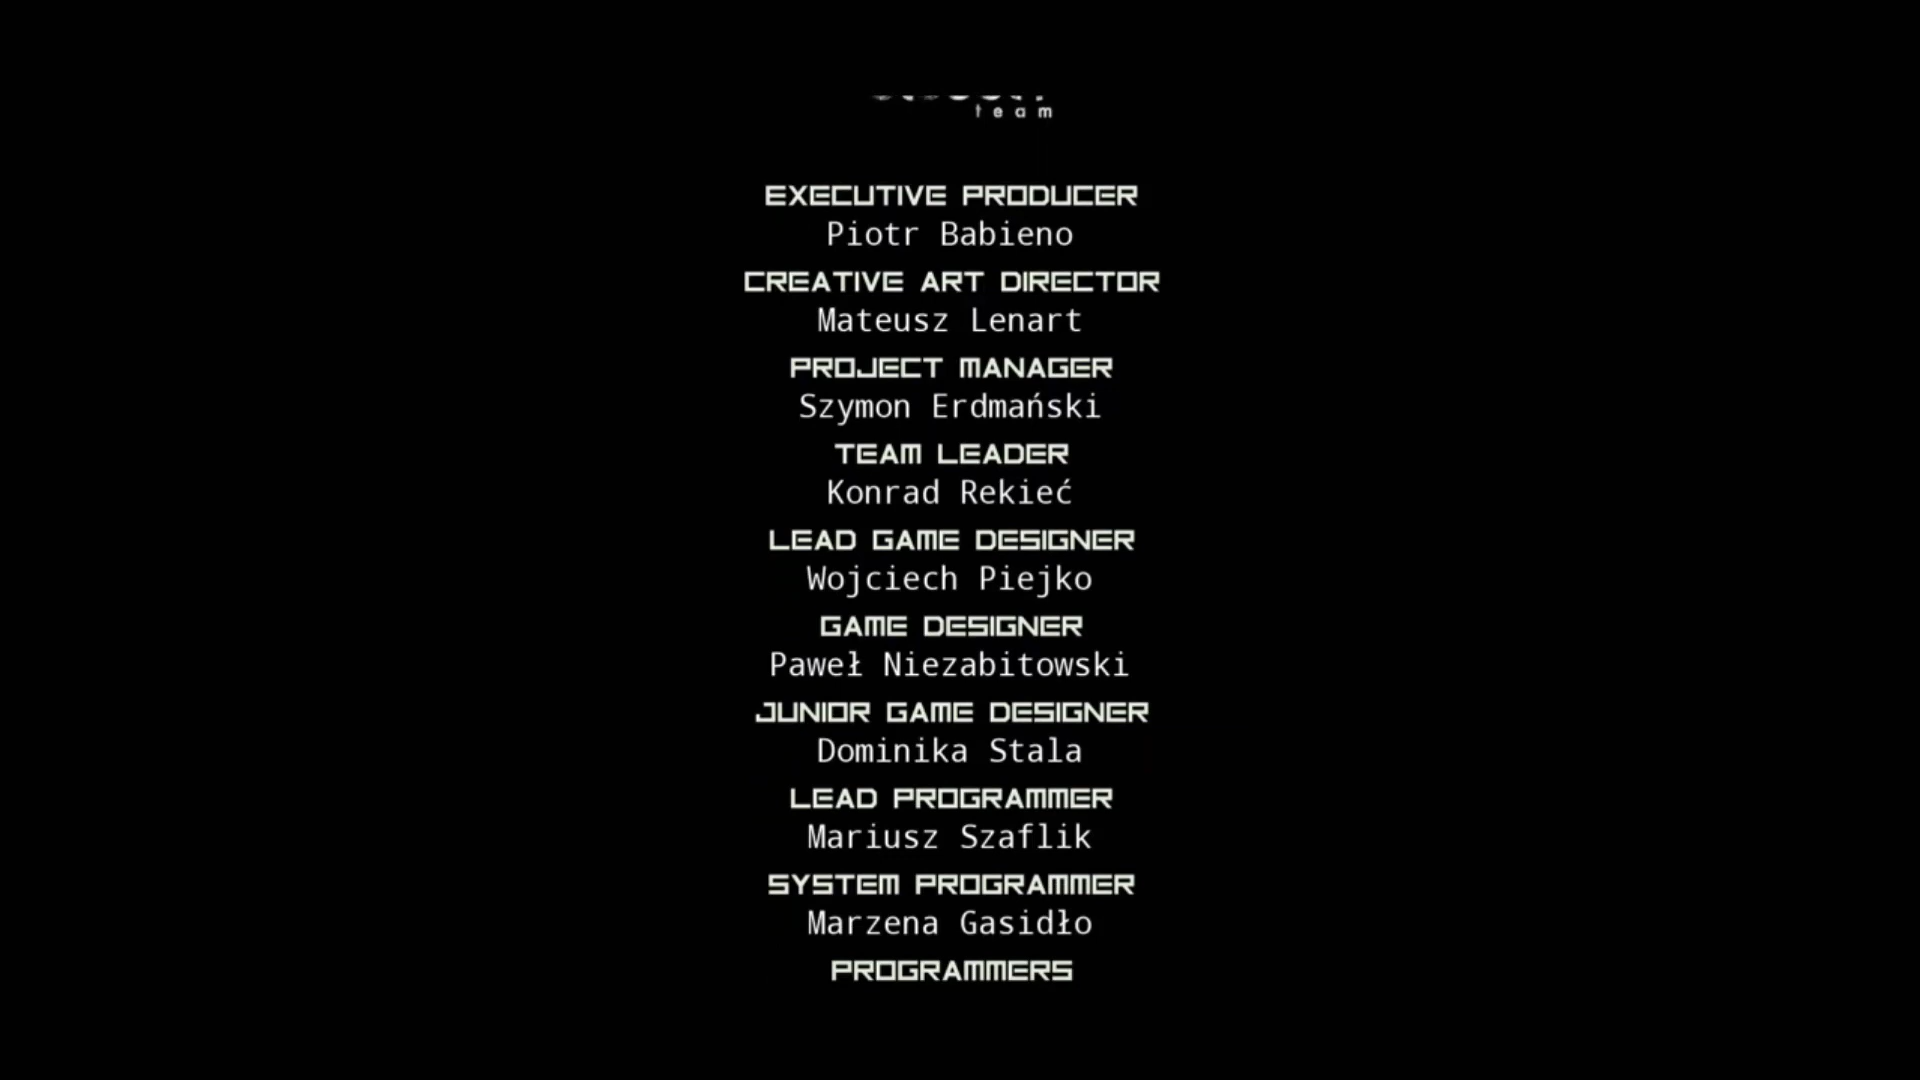 team
EXECUTIVE PRODUCER
Piotr Babieno
CREATIVE ART DIRECTOR
Mateusz Lenart
PROJECT MANAGER
Szymon Erdmański
TEAM LEADER
Konrad Rekieć
LEAD GAME DESIGNER
Wojciech Piejko
GAME DESIGNER
Paweł Niezabitowski
JUNIOR GAME DESIGNER
Dominika Stala
LEAD PROGRAMMER
Mariusz Szaflik
SYSTEM PROGRAMMER
Marzena Gasidło
PROGRAMMERS